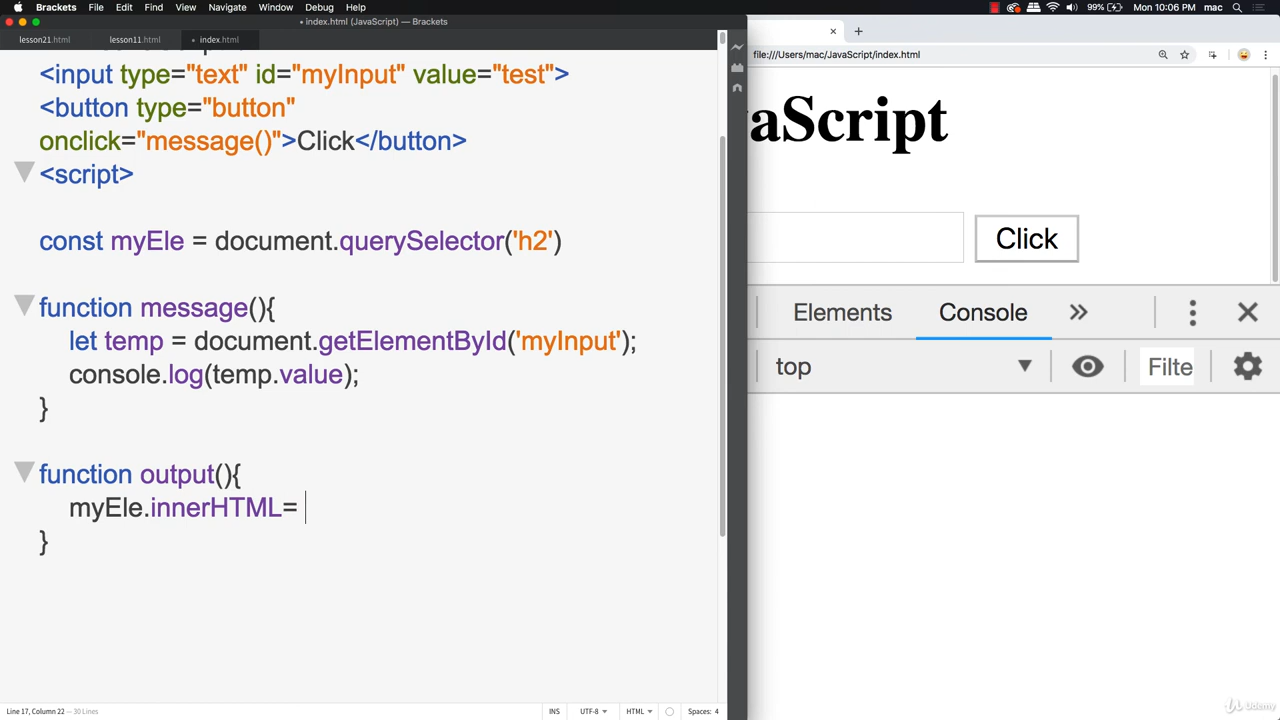 Brackets File Edit Find View Navigate Window Debug Help 99% Mon 10:06 PM mac
index.html (JavaScript) — Brackets
lesson21.html lesson11.html • index.html
<input type="text" id="myInput" value="test">
<button type="button"
onclick="message()">Click</button>
<script>
const myEle = document.querySelector('h2')
function message(){
let temp = document.getElementById('myInput');
console.log(temp.value);
}
function output(){
myEle.innerHTML=
}
Line 17, Column 22 — 30 Lines
INS UTF-8 HTML Spaces: 4
file:///Users/mac/JavaScript/index.html
aScript
Click
Elements Console »
top Filte
Udemy